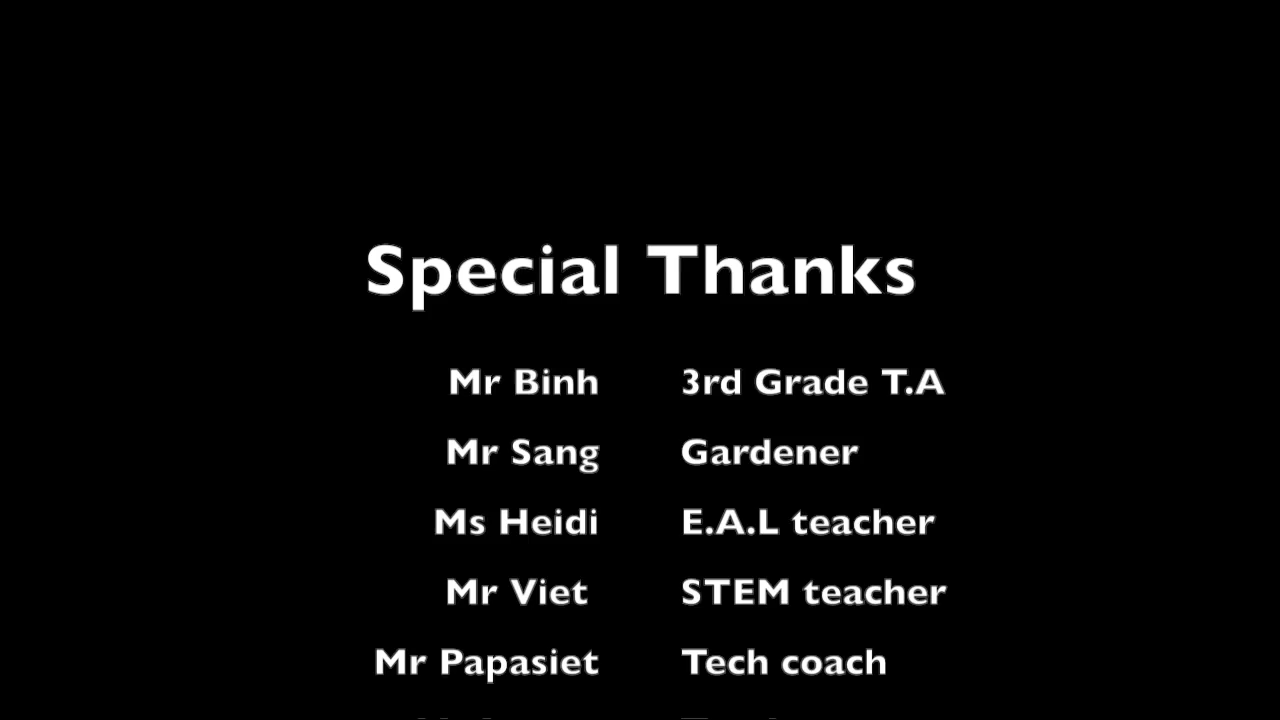 Special Thanks
Mr Binh 3rd Grade T.A
Mr Sang Gardener
Ms Heidi E.A.L teacher
Mr Viet STEM teacher
Mr Papasiet Tech coach